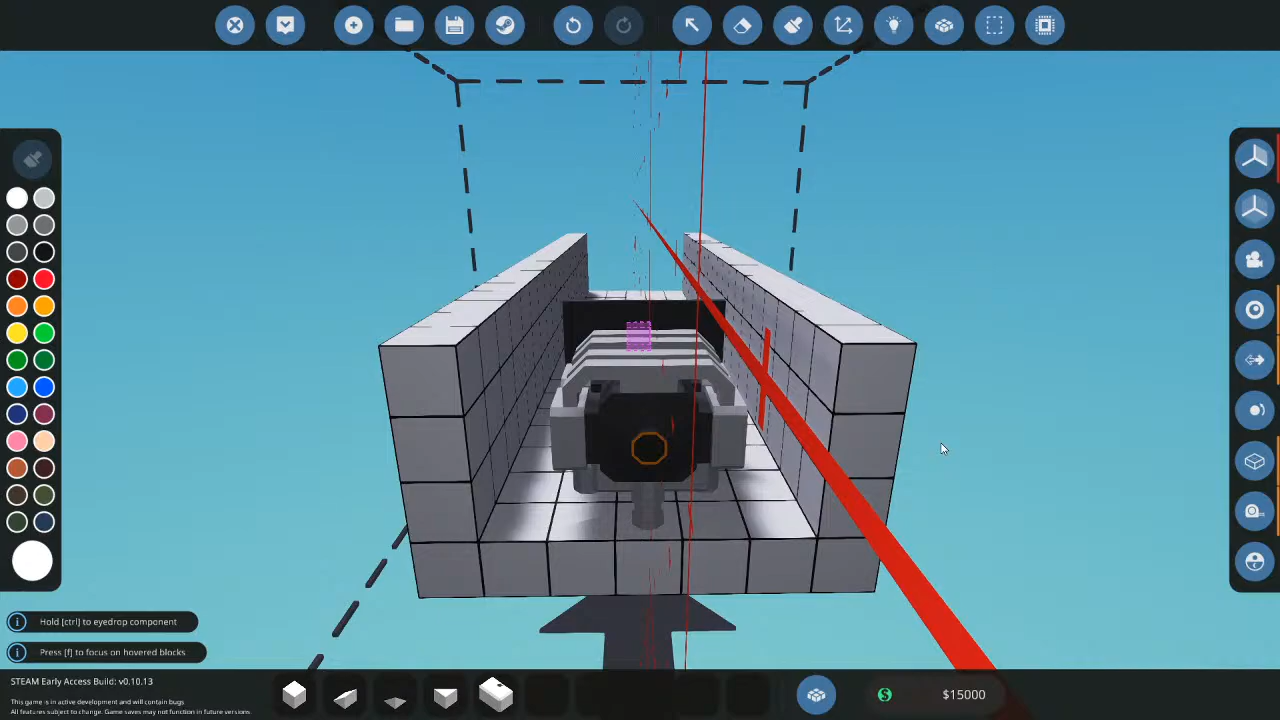 Hold [ctrl] to eyedrop component
Press [f] to focus on hovered blocks
STEAM Early Access Build: v0.10.13
This game is in active development and will contain bugs
All features subject to change. Game saves may not function in future versions
$15000